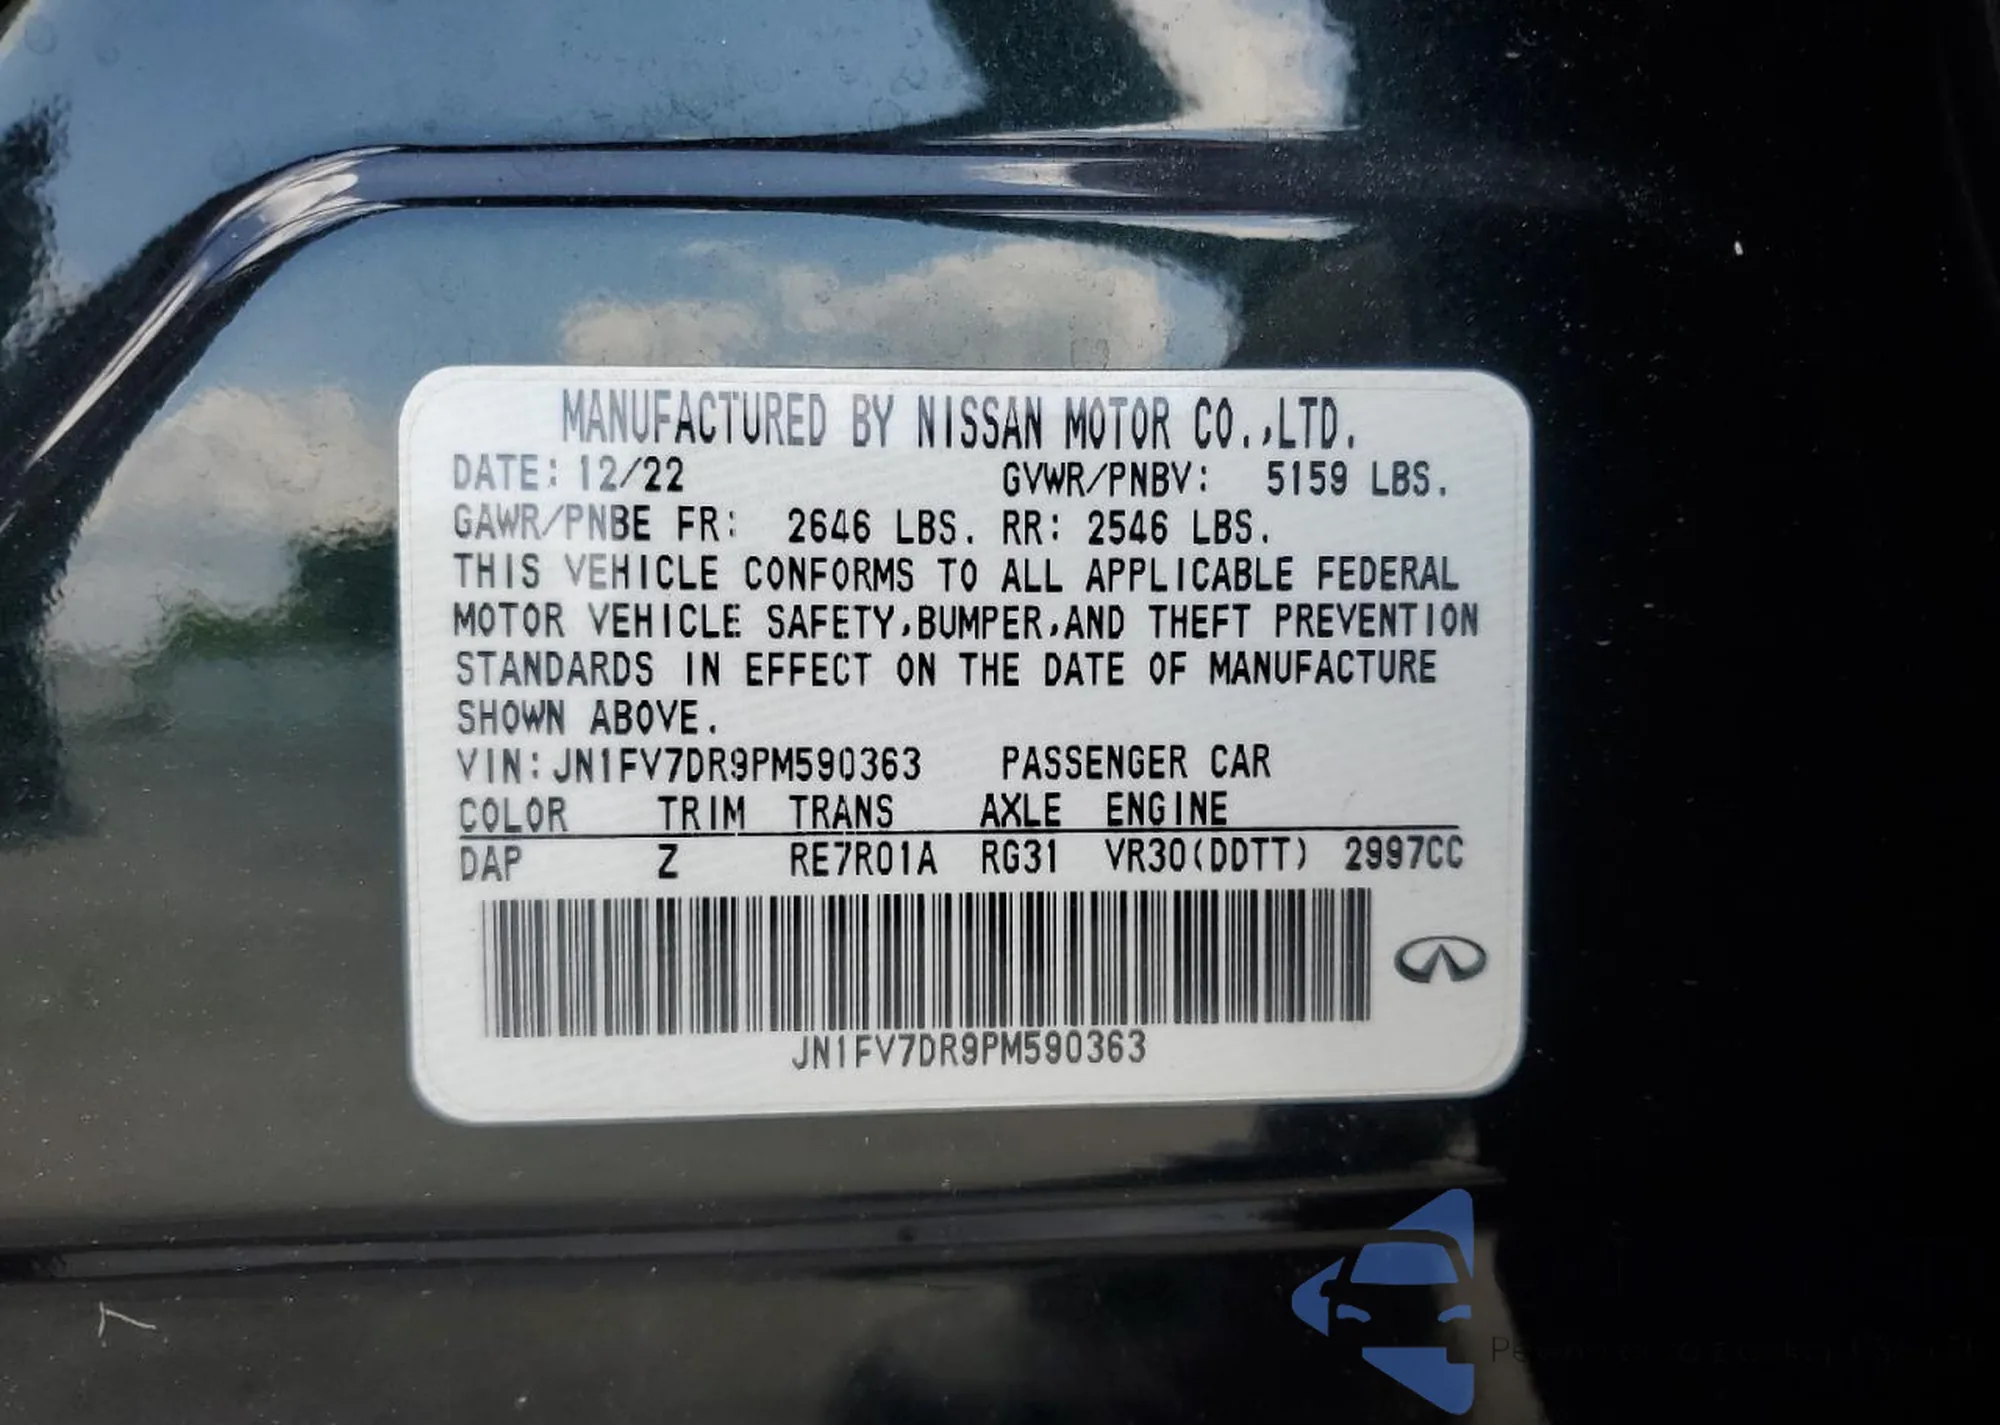 MANUFACTURED BY NISSAN MOTOR CO.,LTD.
DATE: 12/22 GVWR/PNBV: 5159 LBS.
GAWR/PNBE FR: 2646 LBS. RR: 2546 LBS.
THIS VEHICLE CONFORMS TO ALL APPLICABLE FEDERAL
MOTOR VEHICLE SAFETY,BUMPER,AND THEFT PREVENTION
STANDARDS IN EFFECT ON THE DATE OF MANUFACTURE
SHOWN ABOVE.
VIN:JN1FV7DR9PM590363 PASSENGER CAR
COLOR TRIM TRANS AXLE ENGINE
DAP Z RE7R01A RG31 VR30(DDTT) 2997CC
JN1FV7DR9PM590363